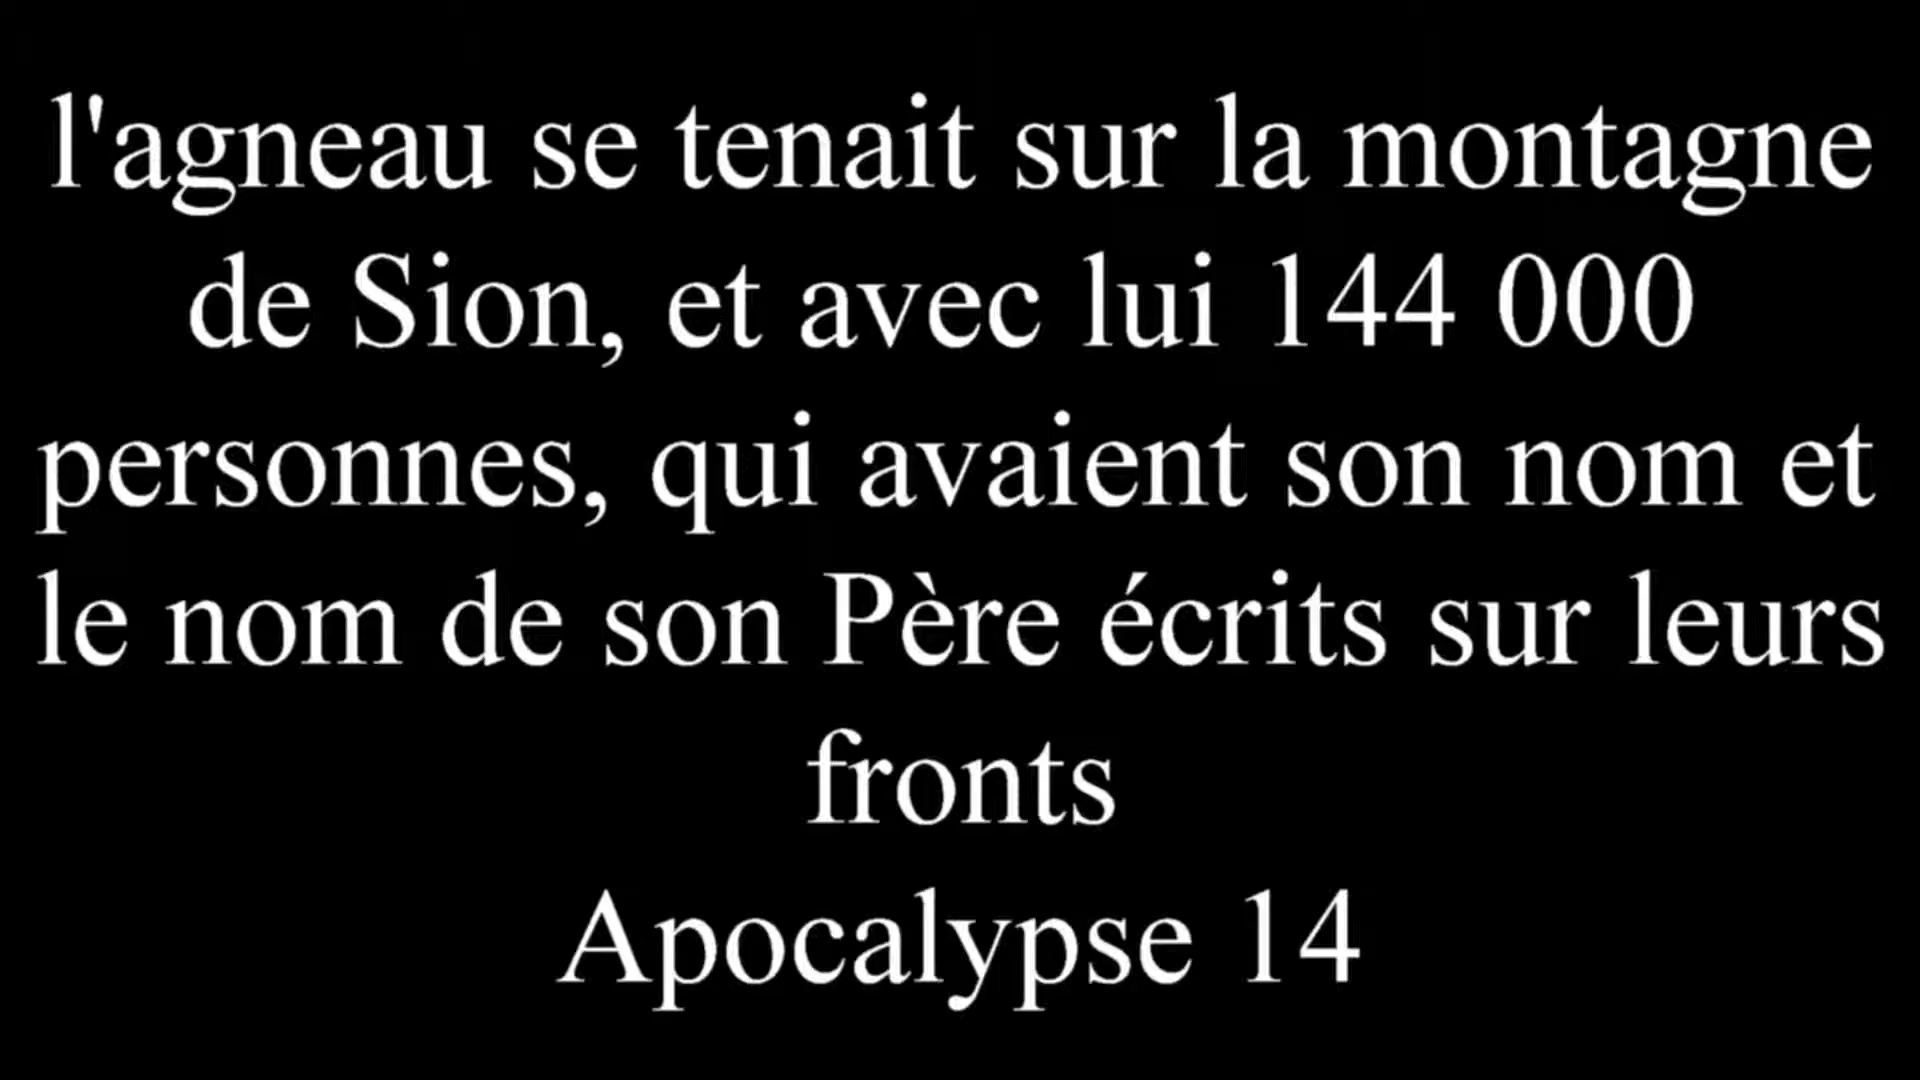 l'agneau se tenait sur la montagne
de Sion, et avec lui 144 000
personnes, qui avaient son nom et
le nom de son Père écrits sur leurs
fronts
Apocalypse 14